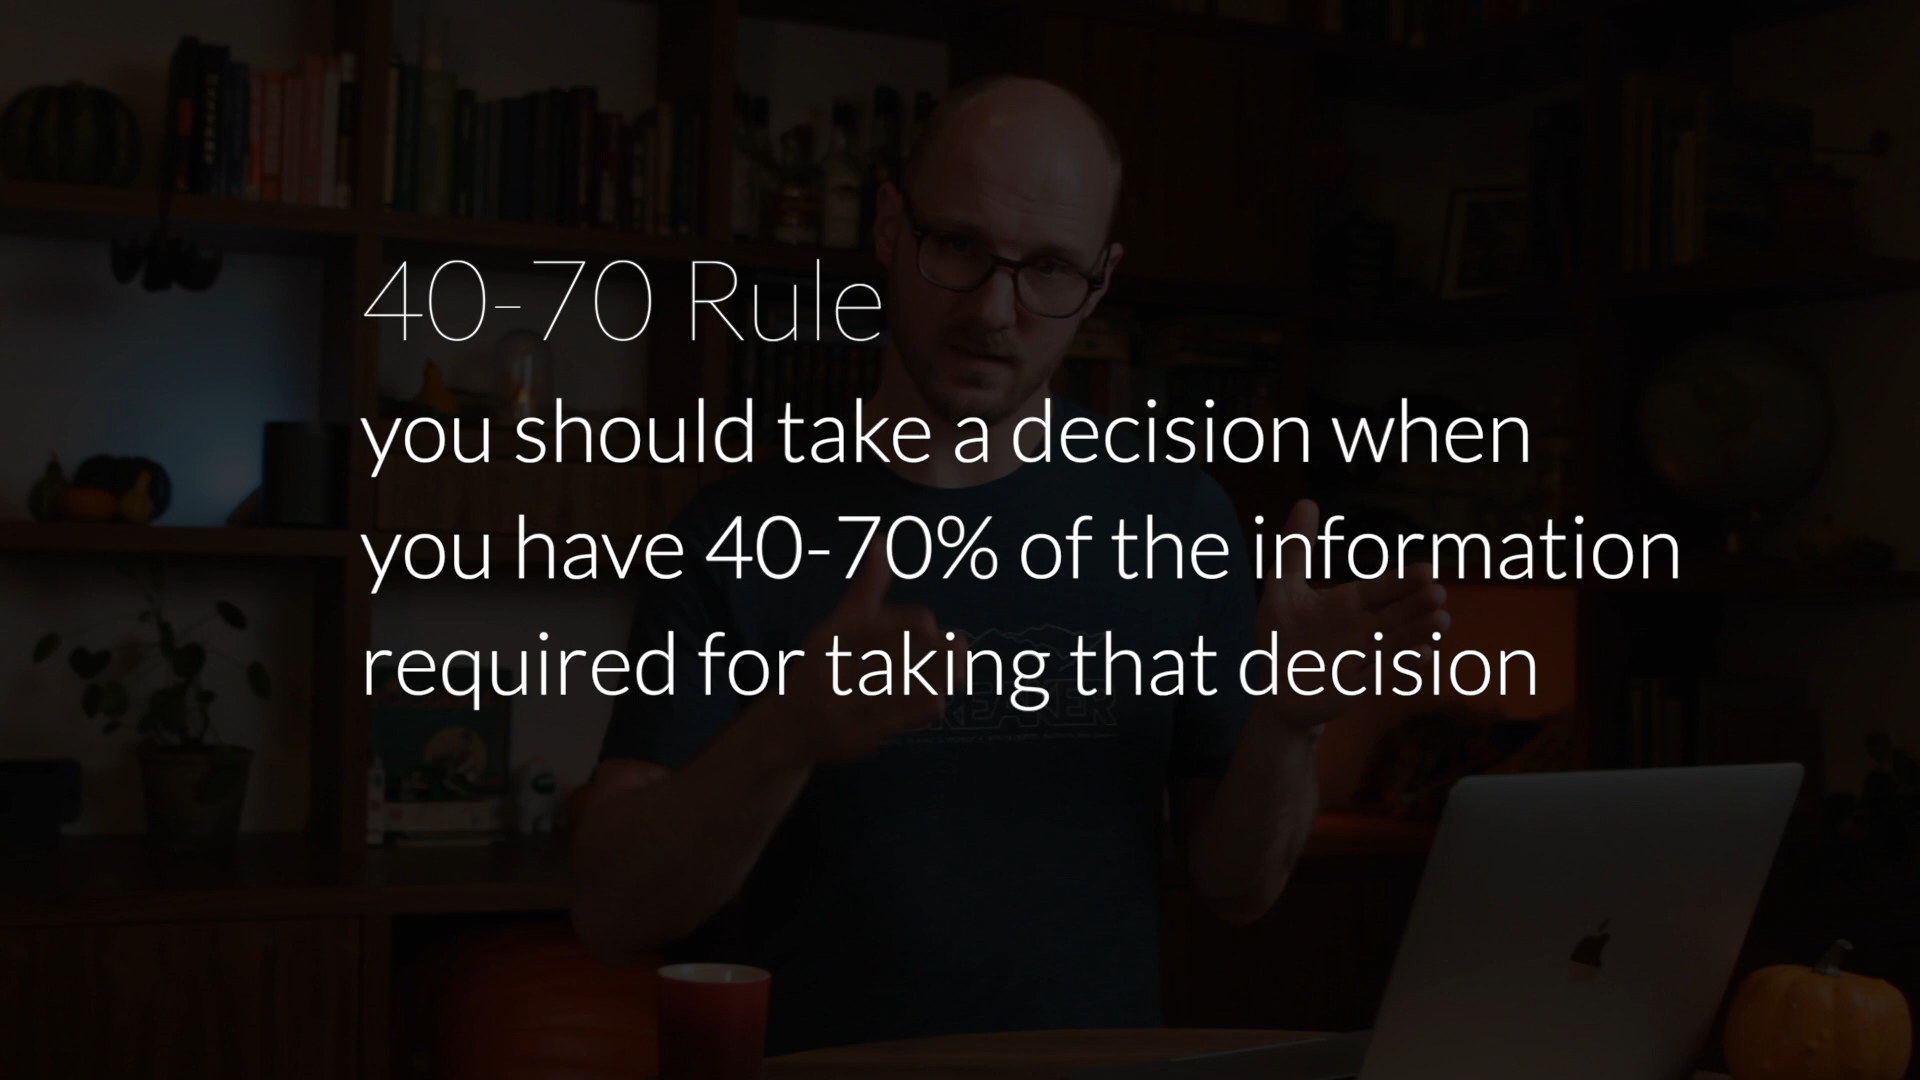 40-70 Rule
you should take a decision when
you have 40-70% of the information
required for taking that decision